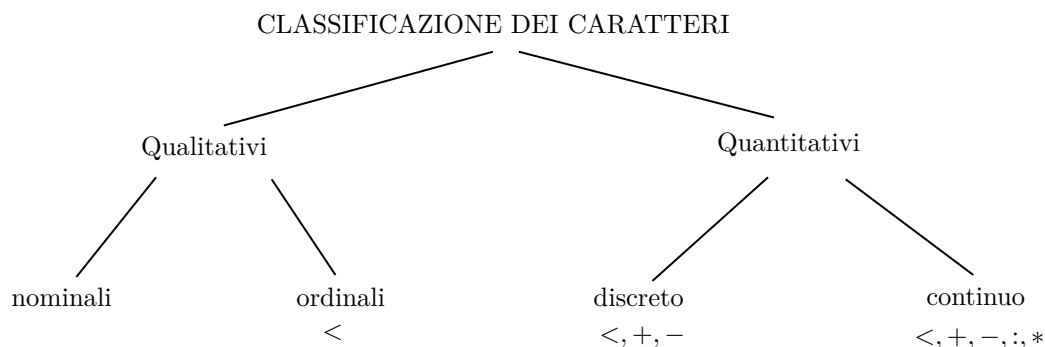 CLASSIFICAZIONE DEI CARATTERI
Qualitativi
Quantitativi
nominali
ordinali
discreto
continuo
<
<, +, −
<, +, −, :, ∗